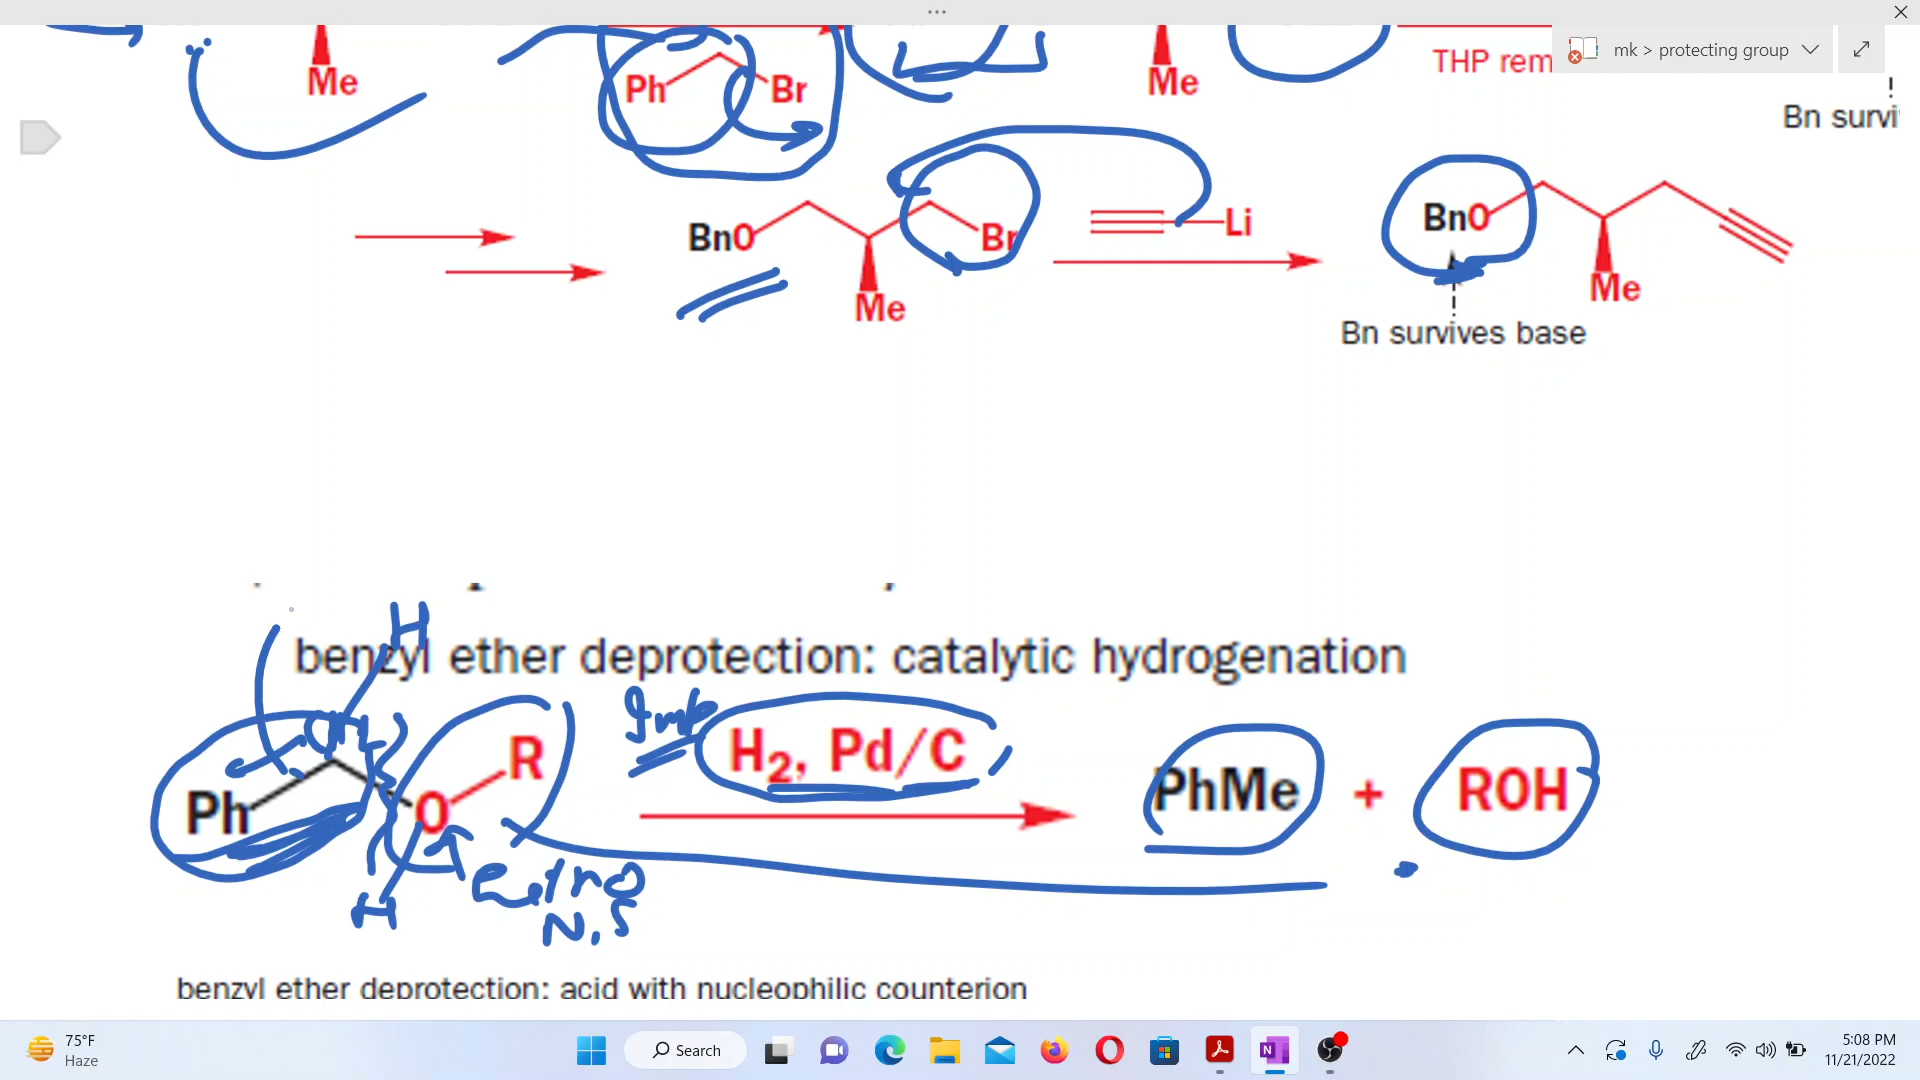 mk > protecting group
THP rem
Me
Ph Br
Me
Bn survi
BnO Br
Li
BnO
Me
Me
Bn survives base
H
benzyl ether deprotection: catalytic hydrogenation
Imp
H₂, Pd/C
Ph O R
PhMe + ROH
H
N, S
benzyl ether deprotection: acid with nucleophilic counterion
75°F
Haze
Search
5:08 PM
11/21/2022